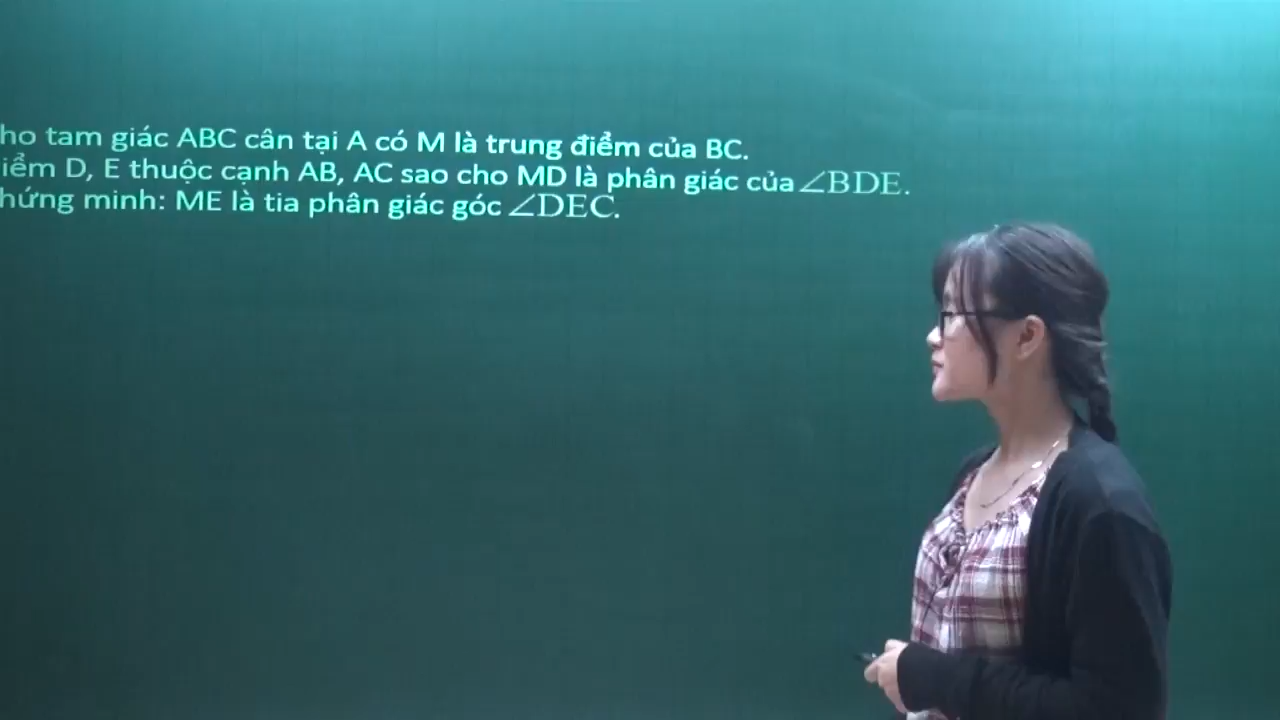 ho tam giác ABC cân tại A có M là trung điểm của BC.
iểm D, E thuộc cạnh AB, AC sao cho MD là phân giác của ∠BDE.
hứng minh: ME là tia phân giác góc ∠DEC.